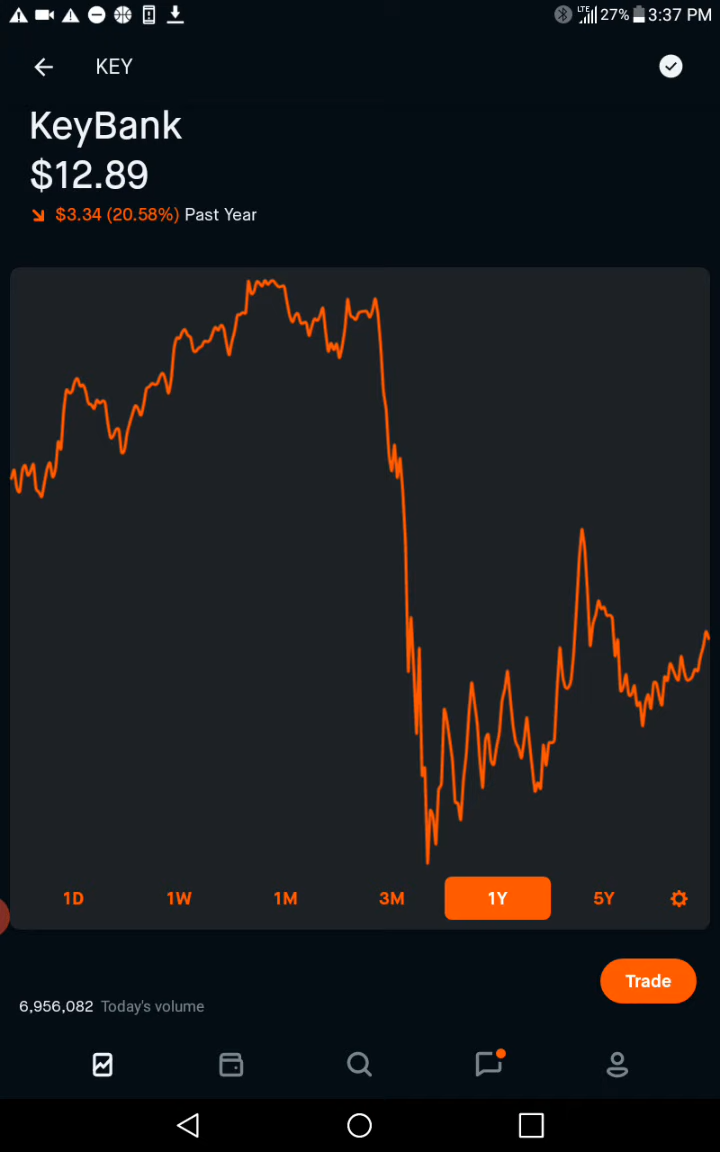 LTE 27% 3:37 PM
KEY
KeyBank
$12.89
$3.34 (20.58%) Past Year
1D 1W 1M 3M 1Y 5Y
Trade
6,956,082 Today's volume